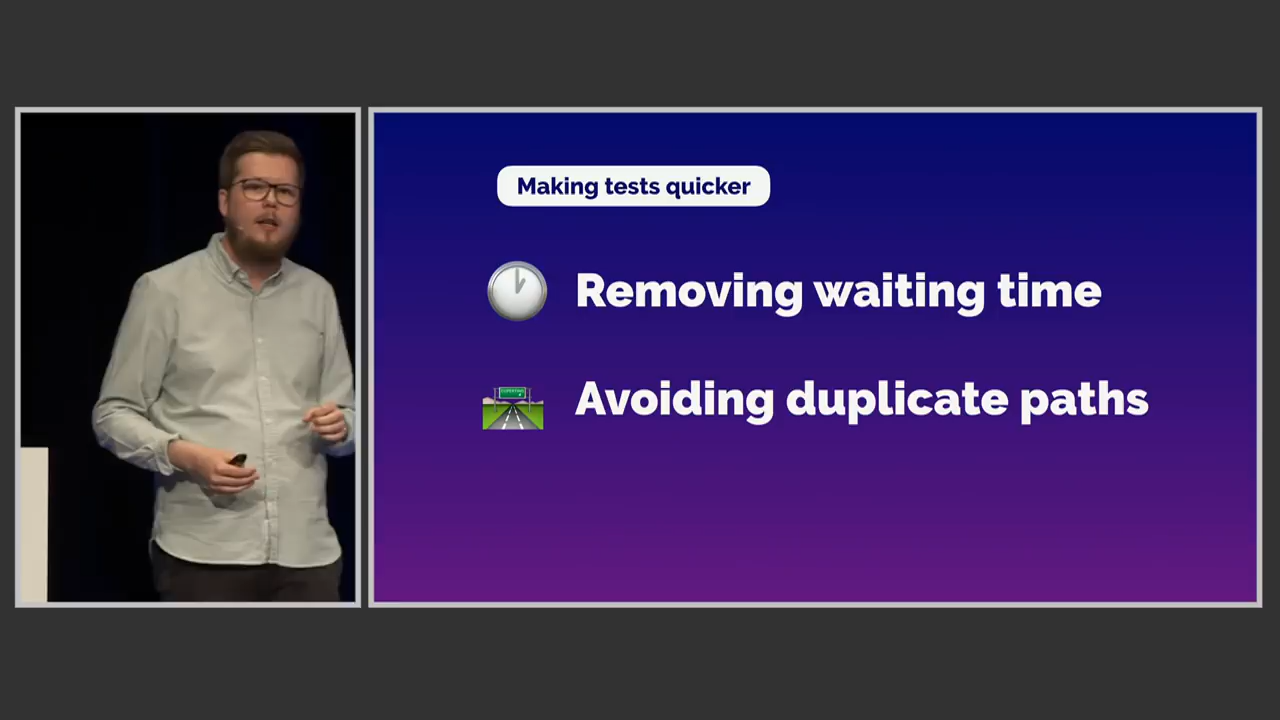 Making tests quicker
Removing waiting time
Avoiding duplicate paths